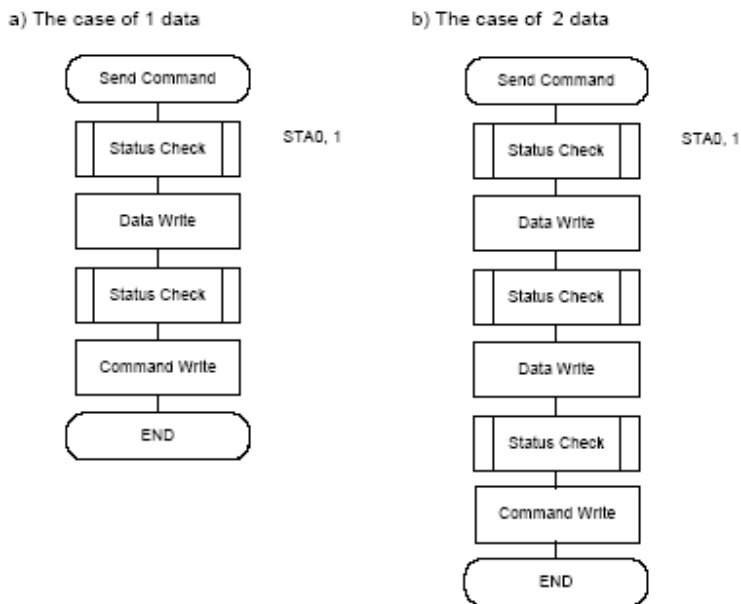 a) The case of 1 data
Send Command
Status Check
STA0, 1
Data Write
Status Check
Command Write
END
b) The case of 2 data
Send Command
Status Check
STA0, 1
Data Write
Status Check
Data Write
Status Check
Command Write
END